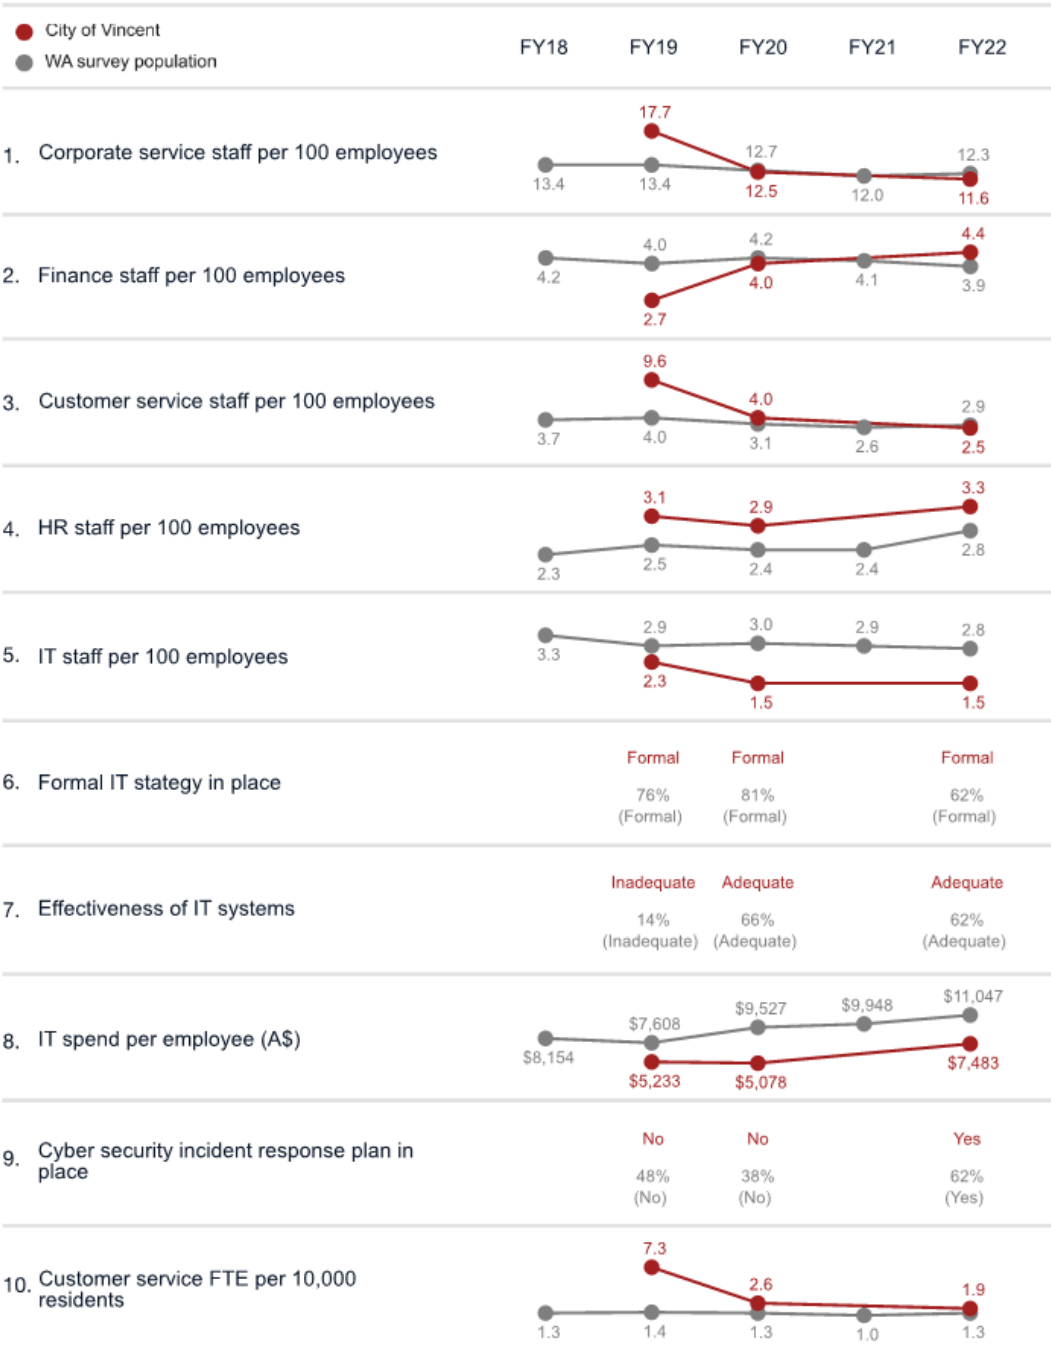 City of Vincent
WA survey population
FY18 FY19 FY20 FY21 FY22
1. Corporate service staff per 100 employees
17.7
12.7 12.3
13.4 13.4 12.5 12.0 11.6
2. Finance staff per 100 employees
4.0 4.2 4.4
4.2 2.7 4.0 4.1 3.9
3. Customer service staff per 100 employees
9.6 4.0 2.9
3.7 4.0 3.1 2.6 2.5
4. HR staff per 100 employees
3.1 2.9 3.3
2.3 2.5 2.4 2.4 2.8
5. IT staff per 100 employees
2.9 3.0 2.9 2.8
3.3 2.3 1.5 1.5
6. Formal IT stategy in place
Formal Formal Formal
76% 81% 62%
(Formal) (Formal) (Formal)
7. Effectiveness of IT systems
Inadequate Adequate Adequate
14% 66% 62%
(Inadequate) (Adequate) (Adequate)
8. IT spend per employee (A$)
$7,608 $9,527 $9,948 $11,047
$8,154 $5,233 $5,078 $7,483
9. Cyber security incident response plan in
place
No No Yes
48% 38% 62%
(No) (No) (Yes)
10. Customer service FTE per 10,000
residents
7.3 2.6 1.9
1.3 1.4 1.3 1.0 1.3